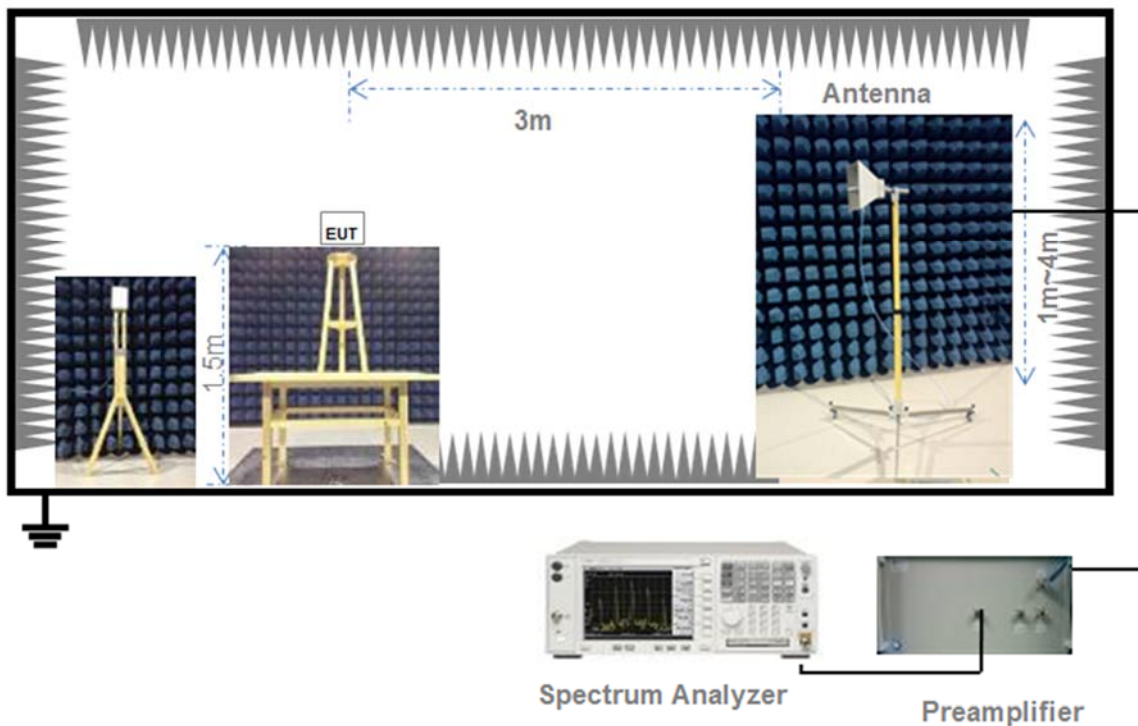 Antenna
3m
EUT
1.5m
1m~4m
Spectrum Analyzer
Preamplifier